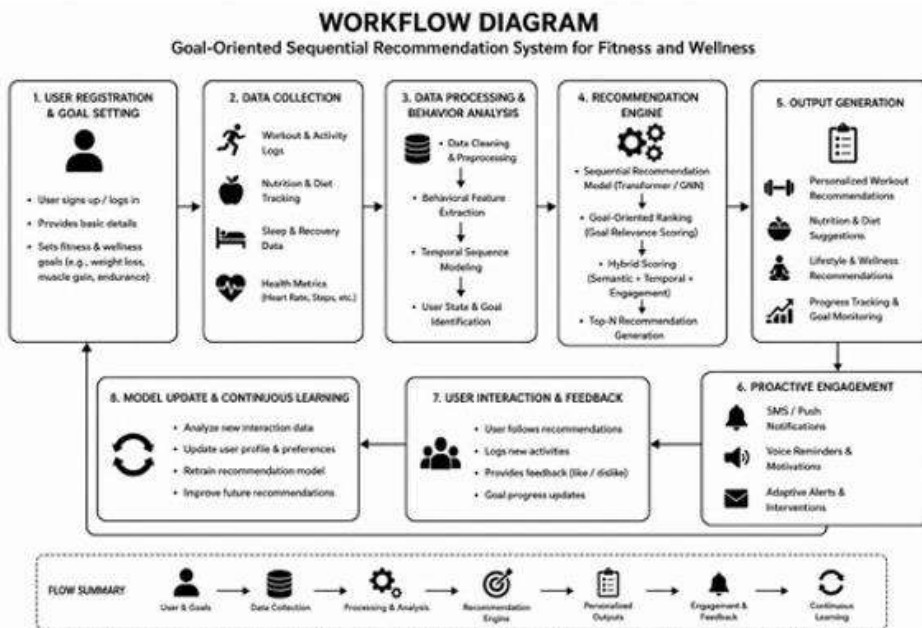 WORKFLOW DIAGRAM
Goal-Oriented Sequential Recommendation System for Fitness and Wellness
1. USER REGISTRATION
& GOAL SETTING
• User signs up / logs in
• Provides basic details
• Sets fitness & wellness
goals (e.g., weight loss,
muscle gain, endurance)
2. DATA COLLECTION
Workout & Activity
Logs
Nutrition & Diet
Tracking
Sleep & Recovery
Data
Health Metrics
(Heart Rate, Steps, etc.)
3. DATA PROCESSING &
BEHAVIOR ANALYSIS
• Data Cleaning
& Preprocessing
• Behavioral Feature
Extraction
• Temporal Sequence
Modeling
• User State & Goal
Identification
4. RECOMMENDATION
ENGINE
• Sequential Recommendation
Model (Transformer / GNN)
• Goal-Oriented Ranking
(Goal Relevance Scoring)
• Hybrid Scoring
(Semantic + Temporal +
Engagement)
• Top-N Recommendation
Generation
5. OUTPUT GENERATION
Personalized Workout
Recommendations
Nutrition & Diet
Suggestions
Lifestyle & Wellness
Recommendations
Progress Tracking &
Goal Monitoring
6. PROACTIVE ENGAGEMENT
SMS / Push
Notifications
Voice Reminders &
Motivations
Adaptive Alerts &
Interventions
7. USER INTERACTION & FEEDBACK
• User follows recommendations
• Logs new activities
• Provides feedback (like / dislike)
• Goal progress updates
8. MODEL UPDATE & CONTINUOUS LEARNING
• Analyze new interaction data
• Update user profile & preferences
• Retrain recommendation model
• Improve future recommendations
FLOW SUMMARY
User & Goals
Data Collection
Processing & Analysis
Recommendation
Engine
Personalized
Outputs
Engagement &
Feedback
Continuous
Learning